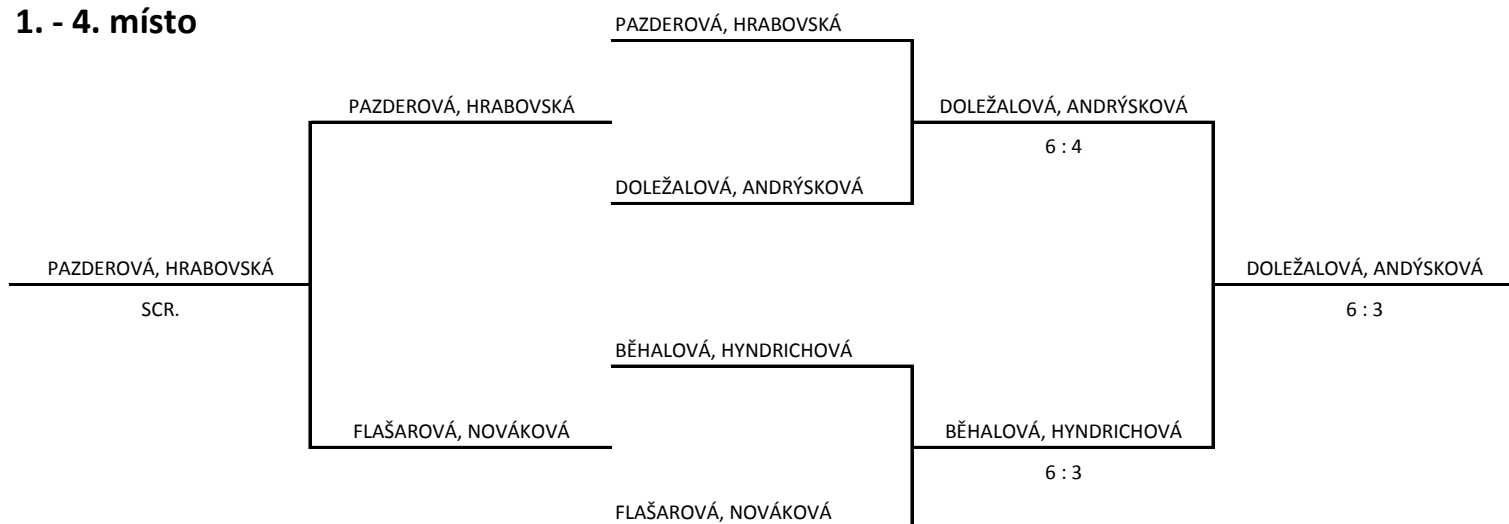 1. - 4. místo
PAZDEROVÁ, HRABOVSKÁ
PAZDEROVÁ, HRABOVSKÁ
DOLEŽALOVÁ, ANDRÝSKOVÁ
6 : 4
DOLEŽALOVÁ, ANDRÝSKOVÁ
PAZDEROVÁ, HRABOVSKÁ
DOLEŽALOVÁ, ANDÝSKOVÁ
SCR.
6 : 3
BĚHALOVÁ, HYNDRICHOVÁ
FLAŠAROVÁ, NOVÁKOVÁ
BĚHALOVÁ, HYNDRICHOVÁ
6 : 3
FLAŠAROVÁ, NOVÁKOVÁ